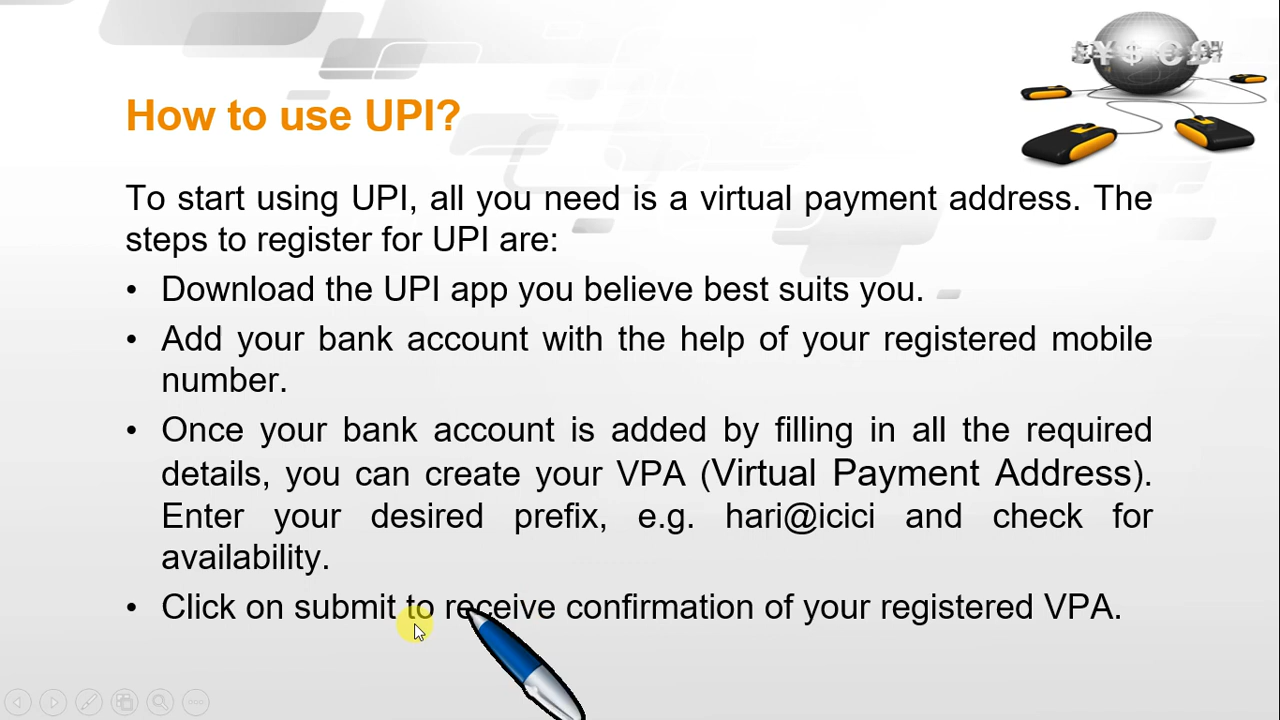 How to use UPI?
To start using UPI, all you need is a virtual payment address. The
steps to register for UPI are:
• Download the UPI app you believe best suits you.
• Add your bank account with the help of your registered mobile
number.
• Once your bank account is added by filling in all the required
details, you can create your VPA (Virtual Payment Address).
Enter your desired prefix, e.g. hari@icici and check for
availability.
• Click on submit to receive confirmation of your registered VPA.